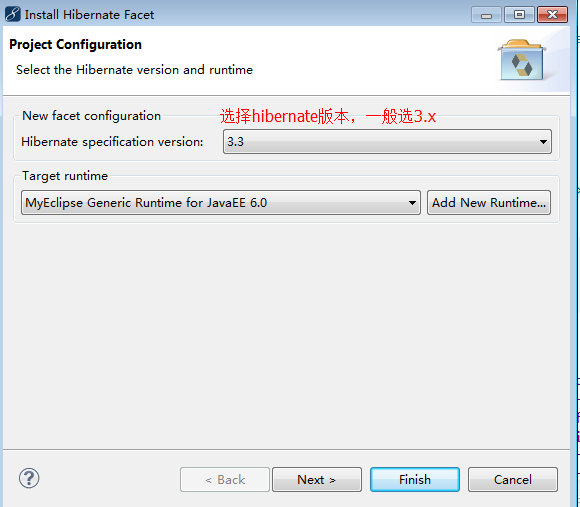 Install Hibernate Facet
Project Configuration
Select the Hibernate version and runtime
New facet configuration
选择hibernate版本，一般选3.x
Hibernate specification version:
3.3
Target runtime
MyEclipse Generic Runtime for JavaEE 6.0
Add New Runtime...
< Back
Next >
Finish
Cancel